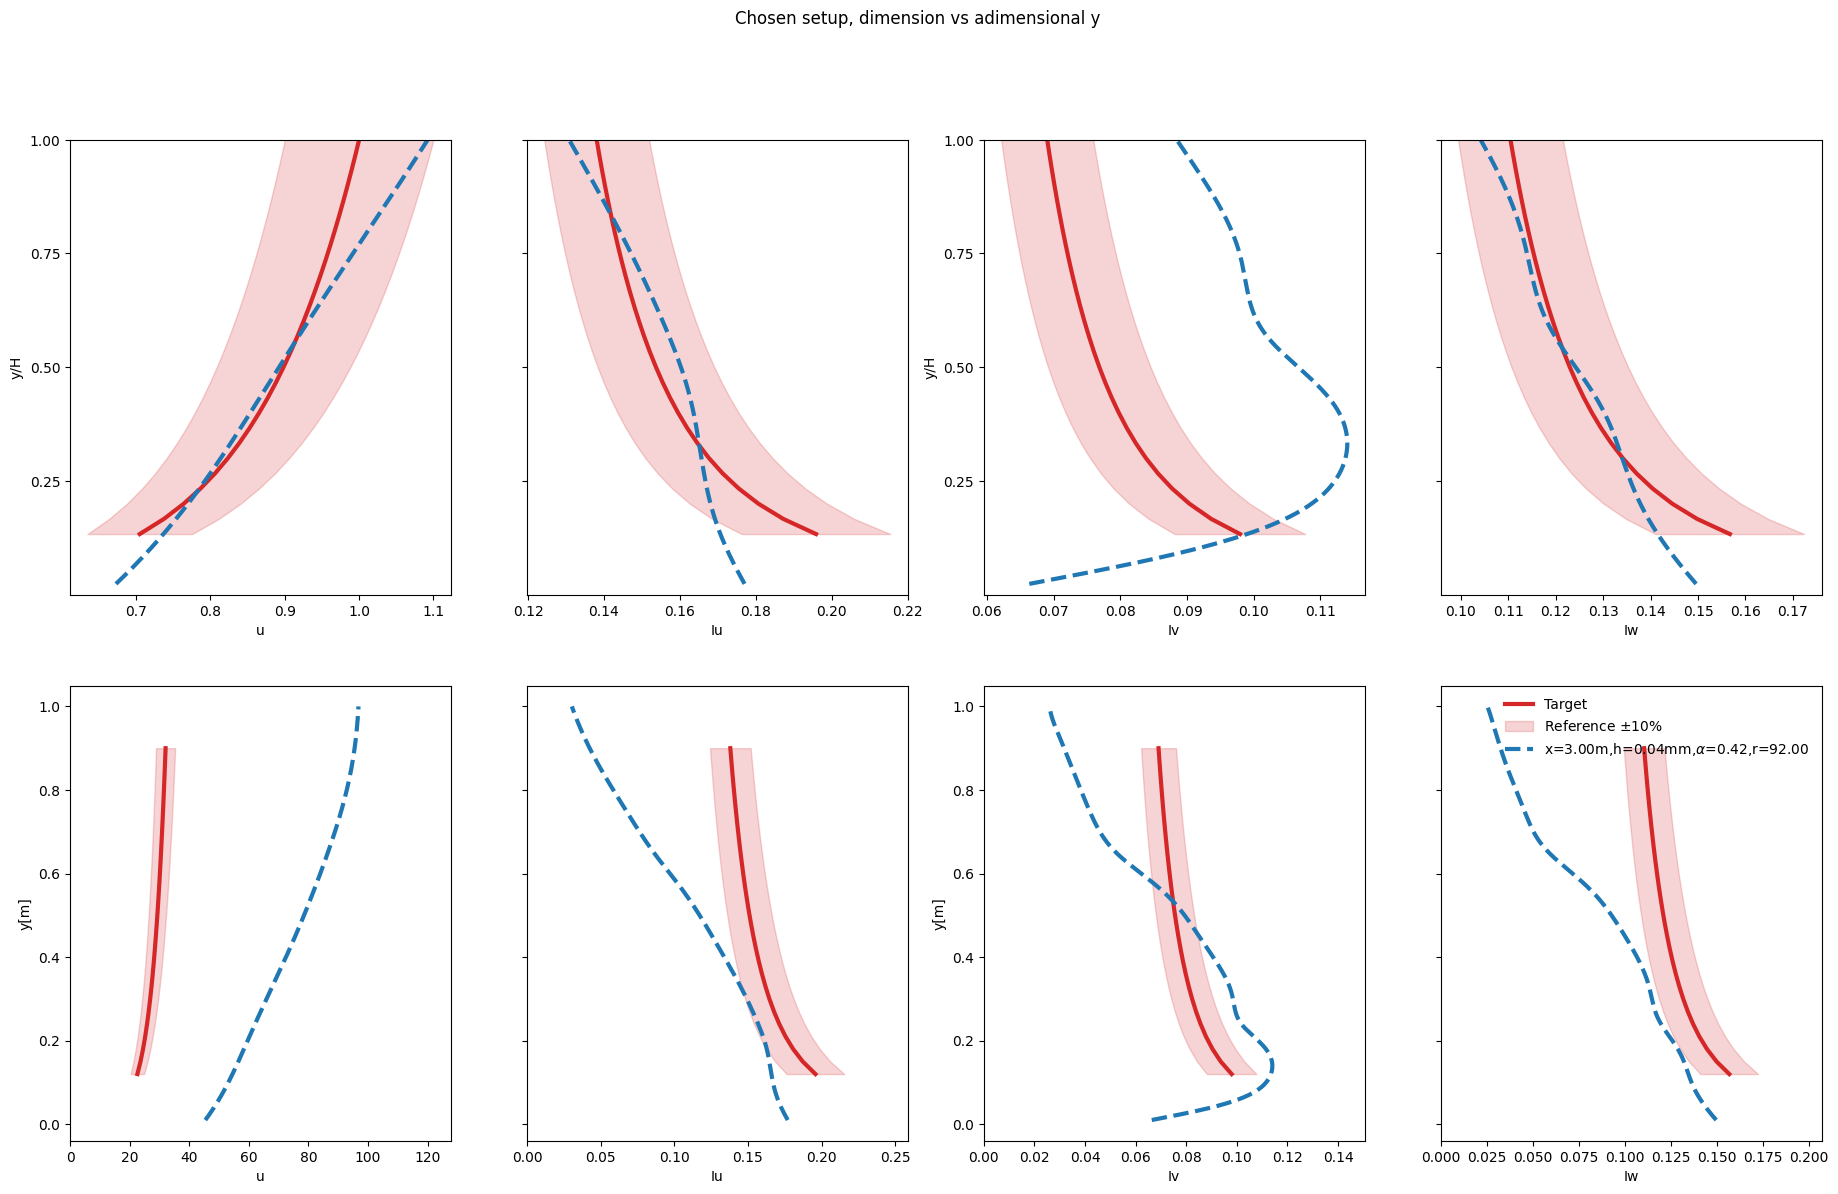 Chosen setup, dimension vs adimensional y
1.00
0.75
0.50
0.25
y/H
0.7 0.8 0.9 1.0 1.1
u
0.12 0.14 0.16 0.18 0.20 0.22
Iu
1.00
0.75
0.50
0.25
y/H
0.06 0.07 0.08 0.09 0.10 0.11
Iv
0.10 0.11 0.12 0.13 0.14 0.15 0.16 0.17
Iw
1.0
0.8
0.6
0.4
0.2
0.0
y[m]
0 20 40 60 80 100 120
u
0.00 0.05 0.10 0.15 0.20 0.25
Iu
1.0
0.8
0.6
0.4
0.2
0.0
y[m]
0.00 0.02 0.04 0.06 0.08 0.10 0.12 0.14
Iv
Target
Reference ±10%
x=3.00m,h=0.04mm,α=0.42,r=92.00
0.000 0.025 0.050 0.075 0.100 0.125 0.150 0.175 0.200
Iw